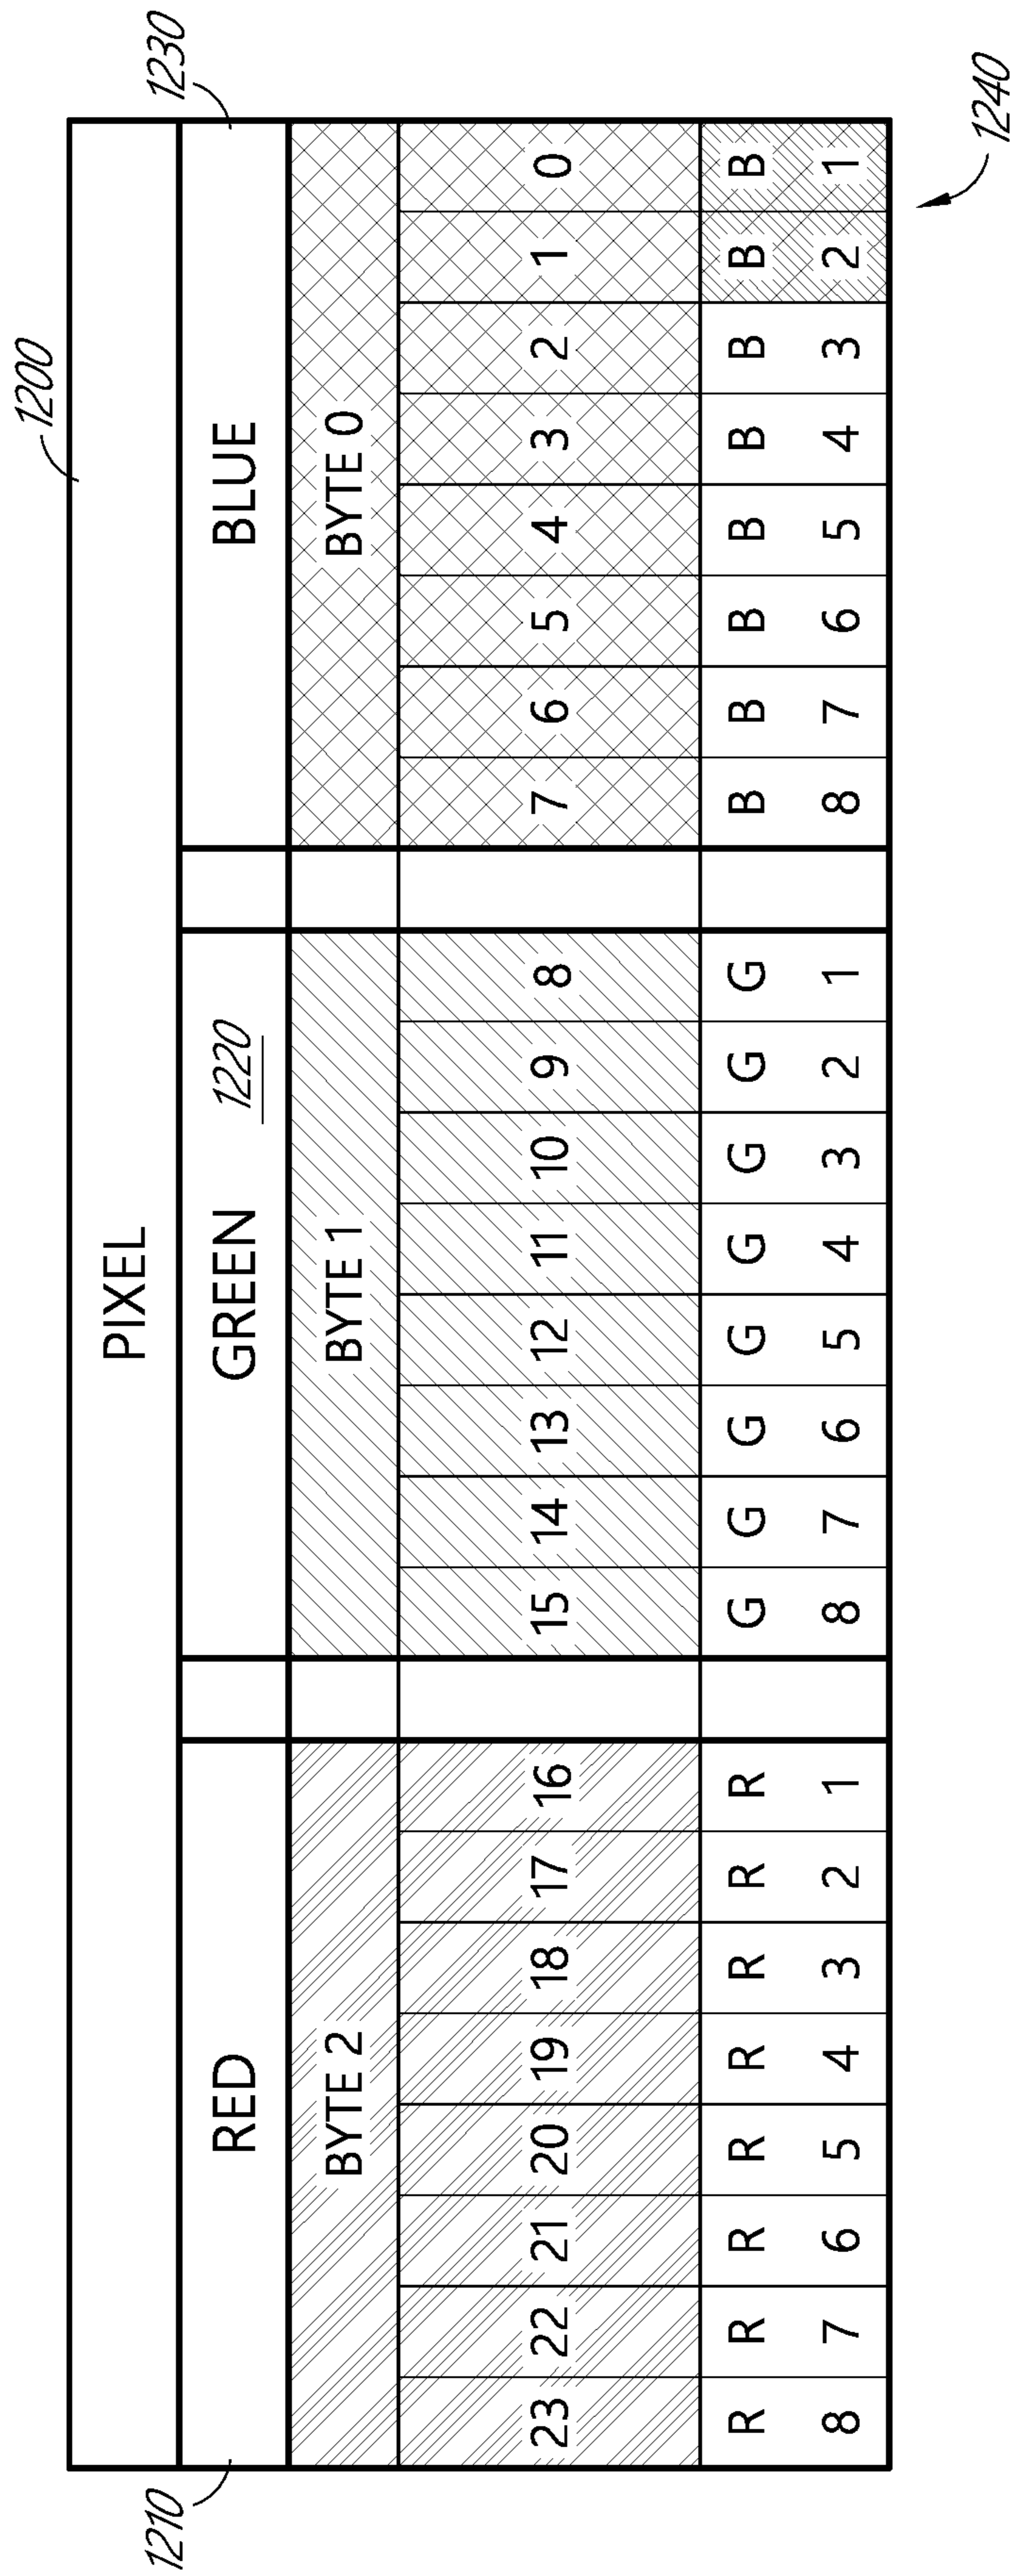 1200
PIXEL
1210
RED
GREEN
1220
BLUE
1230
BYTE 2
BYTE 1
BYTE 0
23 22 21 20 19 18 17 16 15 14 13 12 11 10 9 8 7 6 5 4 3 2 1 0
R R R R R R R R G G G G G G G G B B B B B B B B
8 7 6 5 4 3 2 1 8 7 6 5 4 3 2 1 8 7 6 5 4 3 2 1
1240